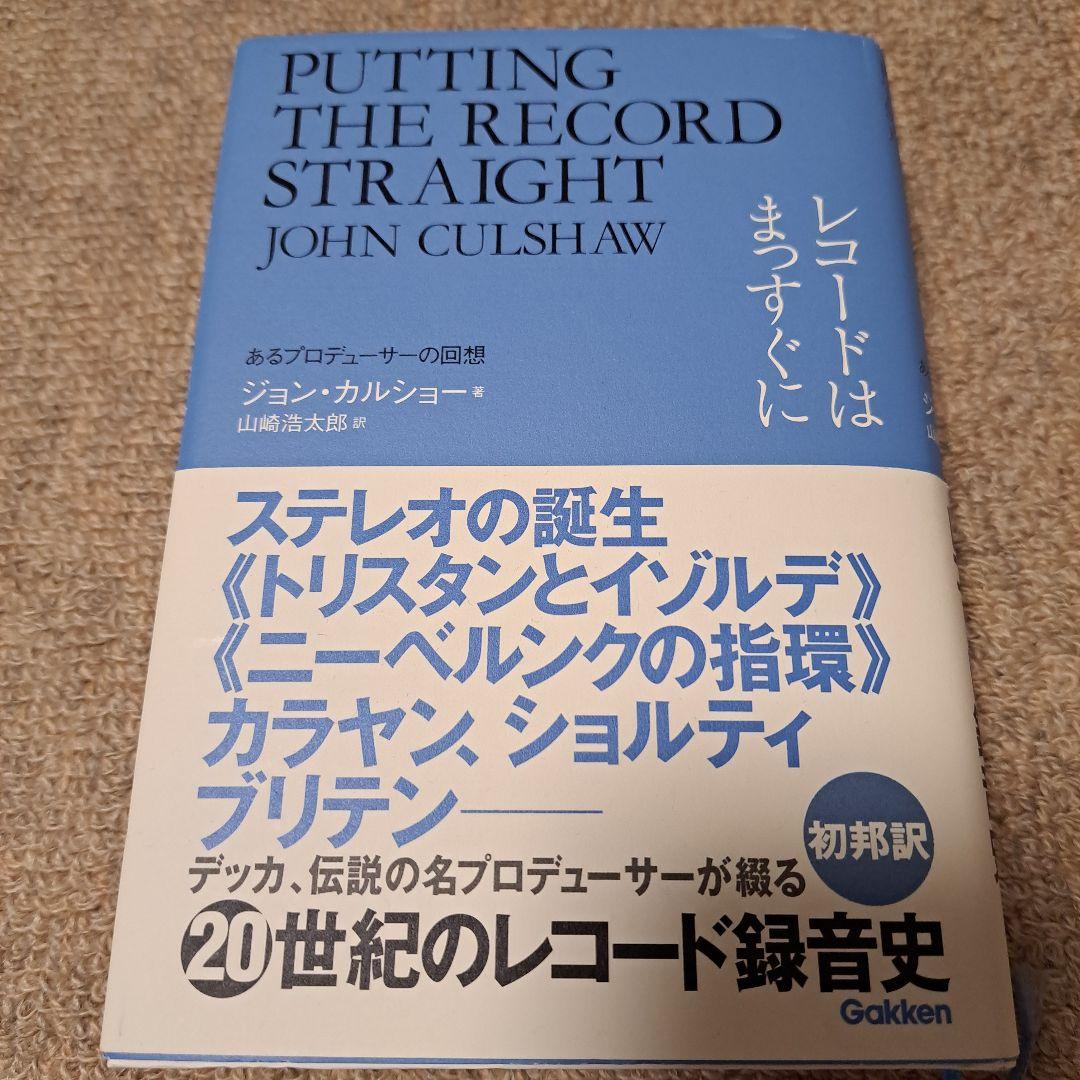 PUTTING
THE RECORD
STRAIGHT
JOHN CULSHAW
レコードは
まっすぐに
あるプロデューサーの回想
ジョン・カルショー 著
山崎浩太郎 訳
ステレオの誕生
《トリスタンとイゾルデ》
《ニーベルンクの指環》
カラヤン、ショルティ
ブリテン――
初邦訳
デッカ、伝説の名プロデューサーが綴る
20世紀のレコード録音史
Gakken